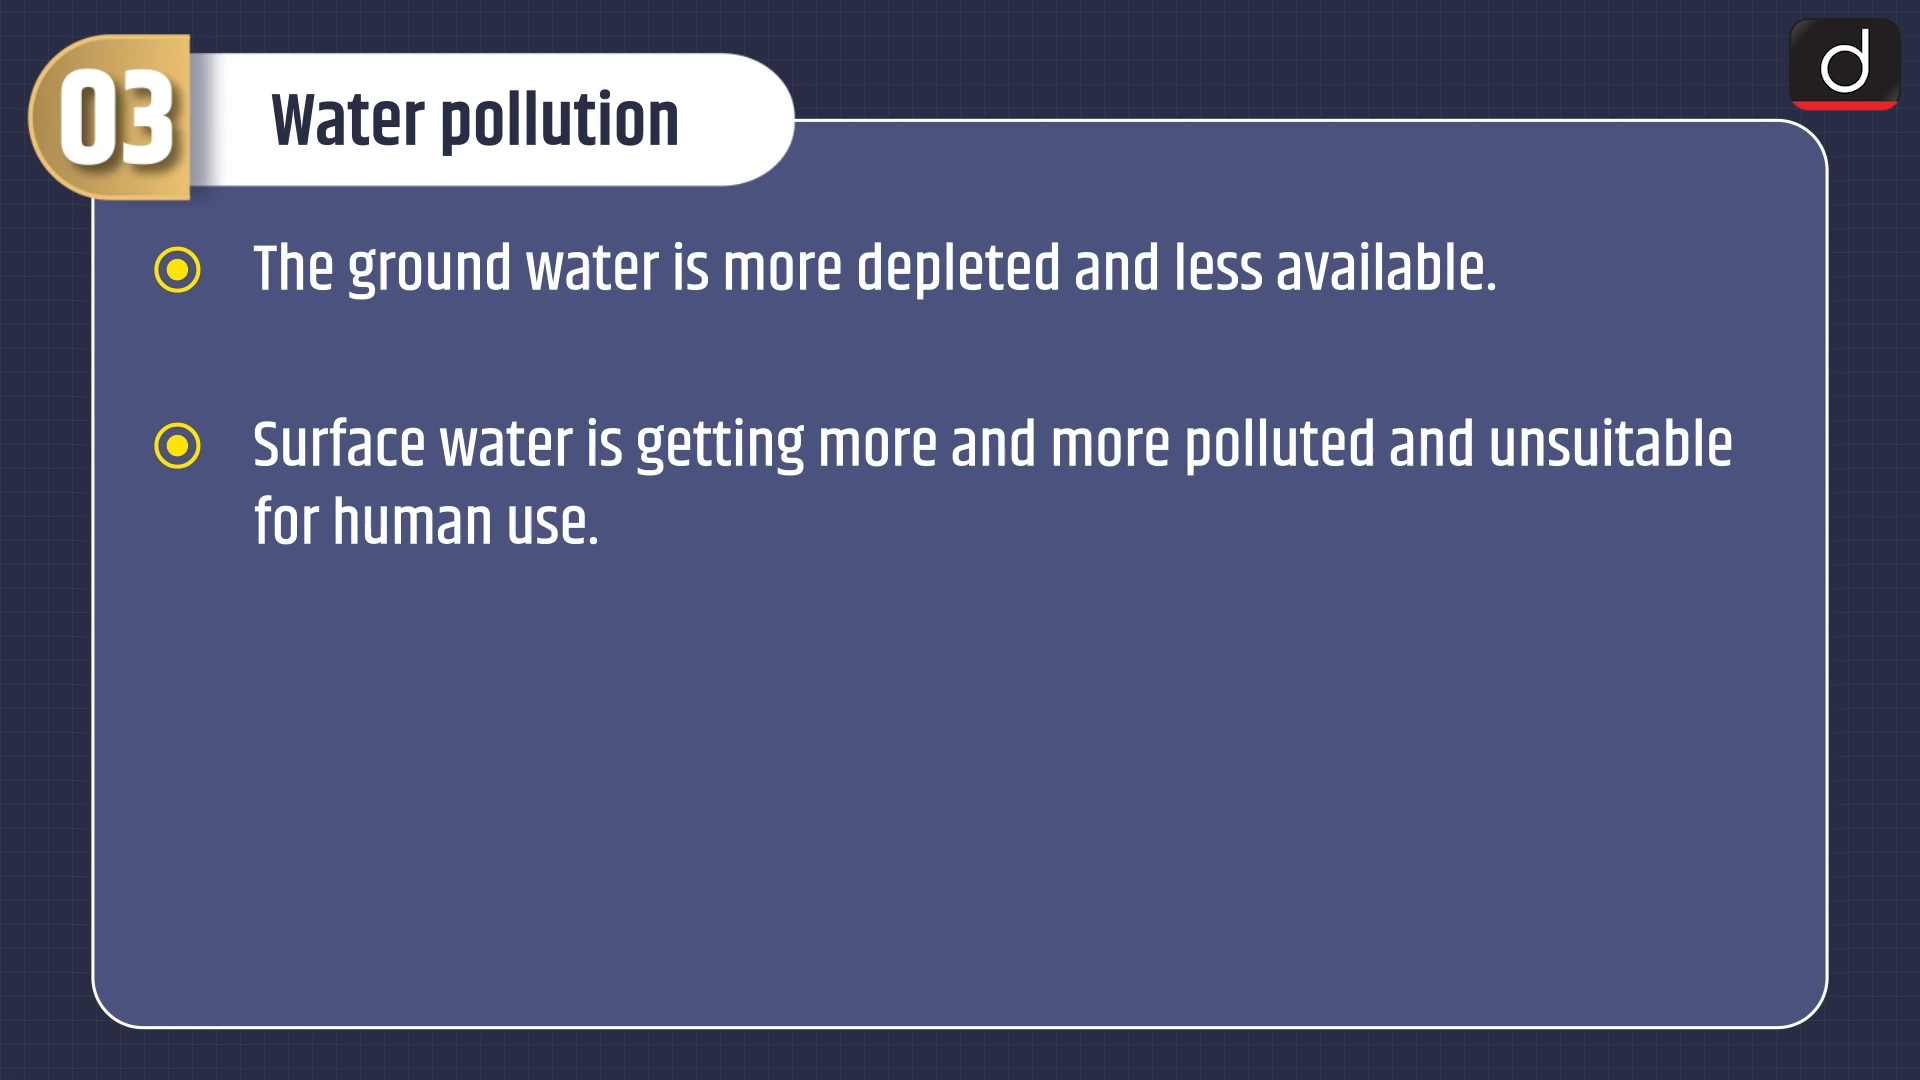 03
Water pollution
d
The ground water is more depleted and less available.
Surface water is getting more and more polluted and unsuitable
for human use.